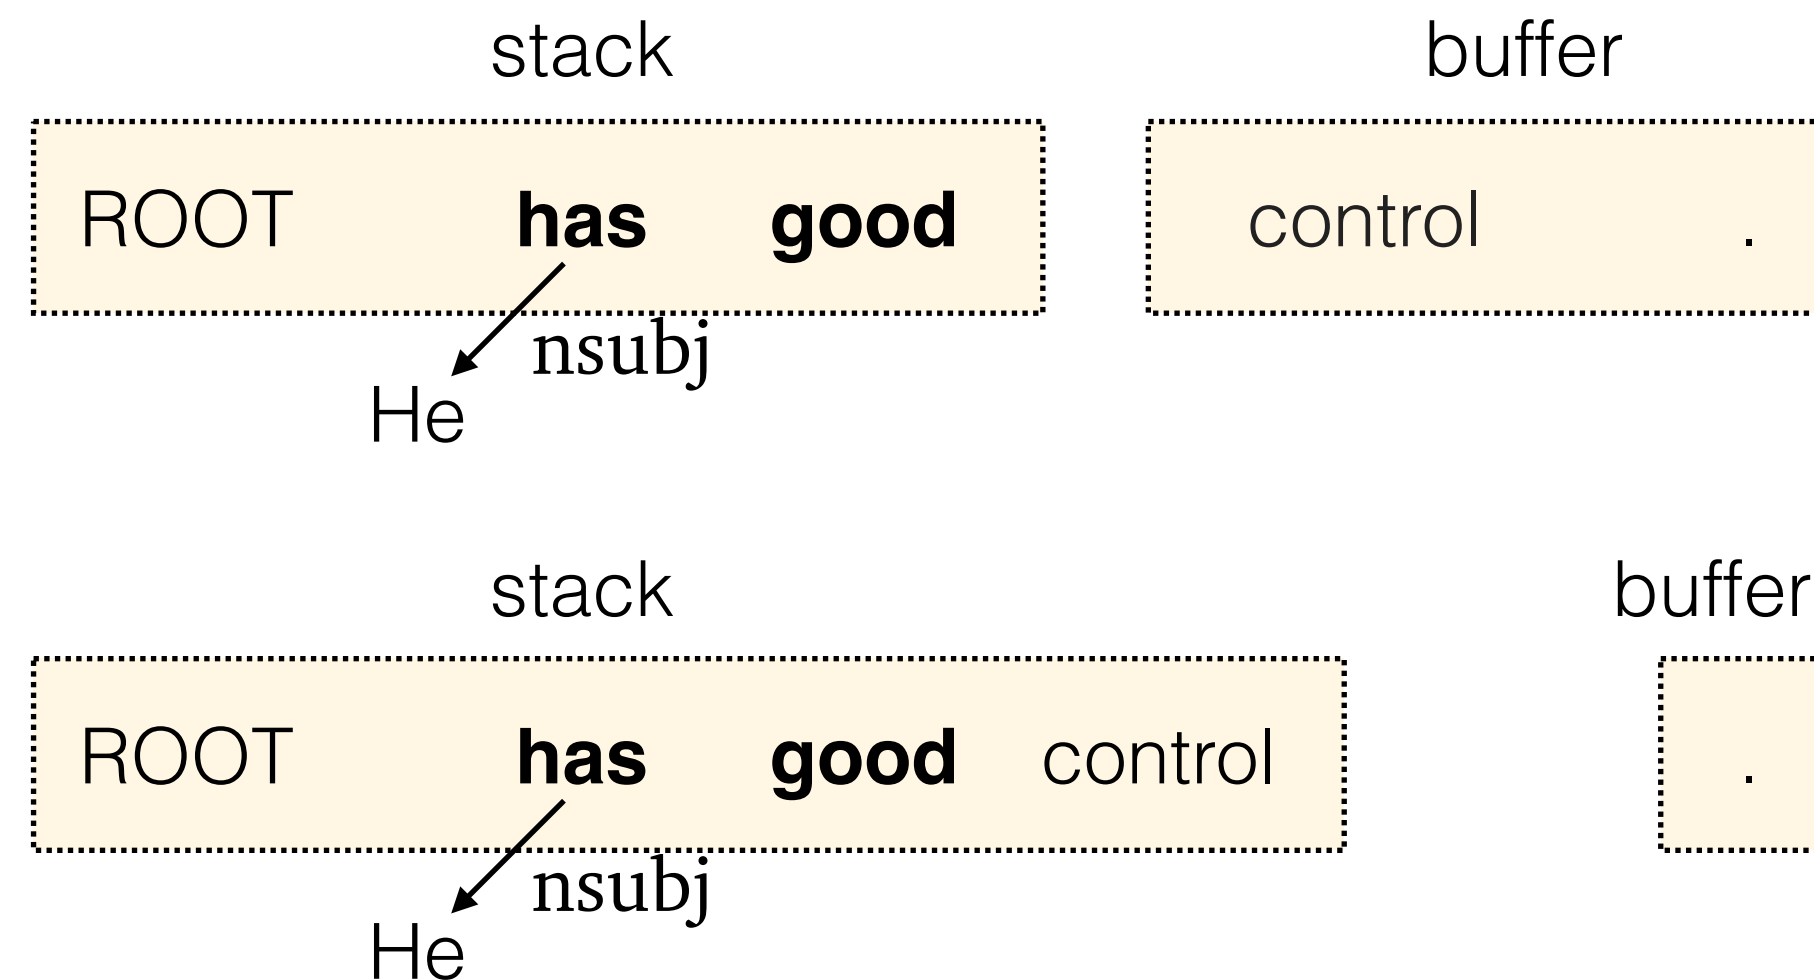 stack buffer
ROOT has good control .
nsubj
He
stack buffer
ROOT has good control .
nsubj
He